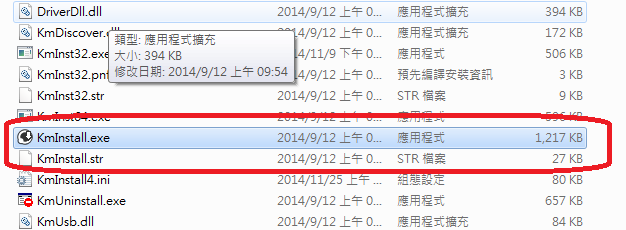 DriverDll.dll 2014/9/12 上午 0... 應用程式擴充 394 KB
KmDiscover.dll 2014/9/12 上午 0... 應用程式擴充 172 KB
類型: 應用程式擴充
KmInst32.exe 2014/11/9 下午 0... 應用程式 506 KB
大小: 394 KB
KmInst32.pnf 2014/9/12 上午 0... 預先編譯安裝資訊 3 KB
修改日期: 2014/9/12 上午 09:54
KmInst32.str 2014/9/12 上午 0... STR 檔案 9 KB
KmInst64.exe 2014/9/12 上午 0... 應用程式 KB
KmInstall.exe 2014/9/12 上午 0... 應用程式 1,217 KB
KmInstall.str 2014/9/12 上午 0... STR 檔案 27 KB
KmInstall4.ini 2014/11/25 上午... 組態設定 80 KB
KmUninstall.exe 2014/9/12 上午 0... 應用程式 657 KB
KmUsb.dll 2014/9/12 上午 0... 應用程式擴充 84 KB